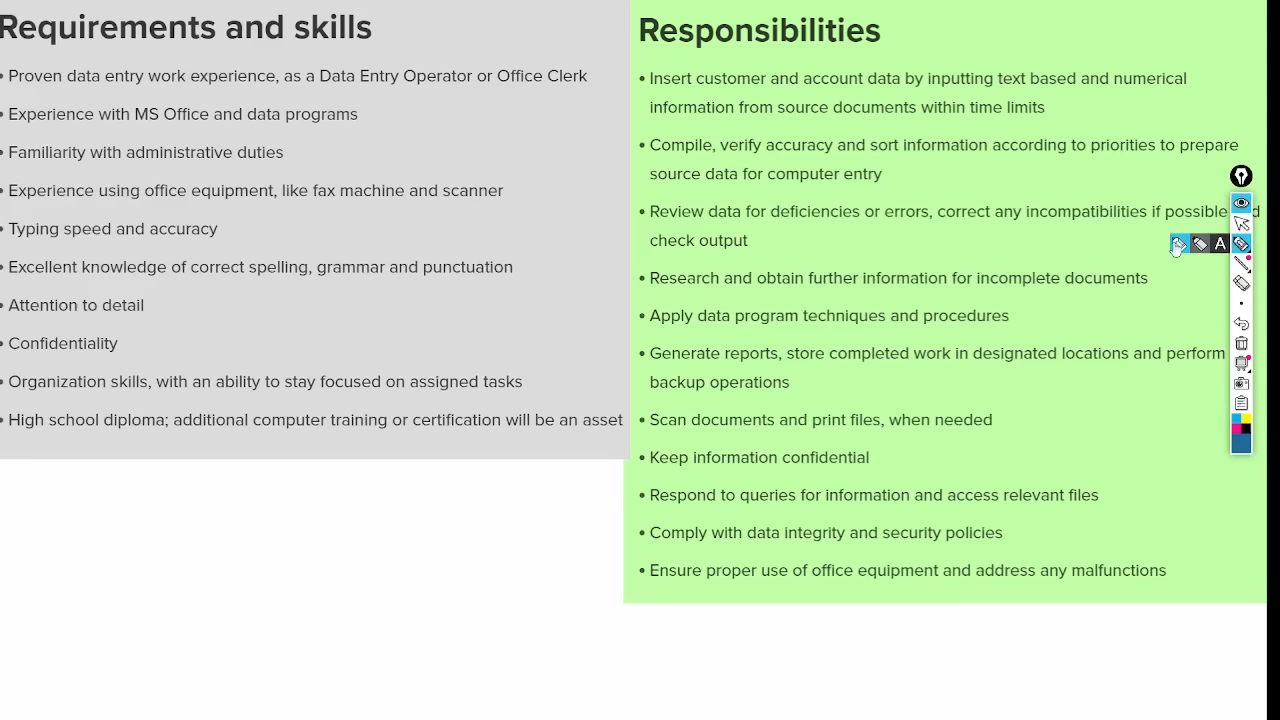 Requirements and skills
• Proven data entry work experience, as a Data Entry Operator or Office Clerk
• Experience with MS Office and data programs
• Familiarity with administrative duties
• Experience using office equipment, like fax machine and scanner
• Typing speed and accuracy
• Excellent knowledge of correct spelling, grammar and punctuation
• Attention to detail
• Confidentiality
• Organization skills, with an ability to stay focused on assigned tasks
• High school diploma; additional computer training or certification will be an asset
Responsibilities
• Insert customer and account data by inputting text based and numerical
information from source documents within time limits
• Compile, verify accuracy and sort information according to priorities to prepare
source data for computer entry
• Review data for deficiencies or errors, correct any incompatibilities if possible
check output
• Research and obtain further information for incomplete documents
• Apply data program techniques and procedures
• Generate reports, store completed work in designated locations and perform
backup operations
• Scan documents and print files, when needed
• Keep information confidential
• Respond to queries for information and access relevant files
• Comply with data integrity and security policies
• Ensure proper use of office equipment and address any malfunctions
A